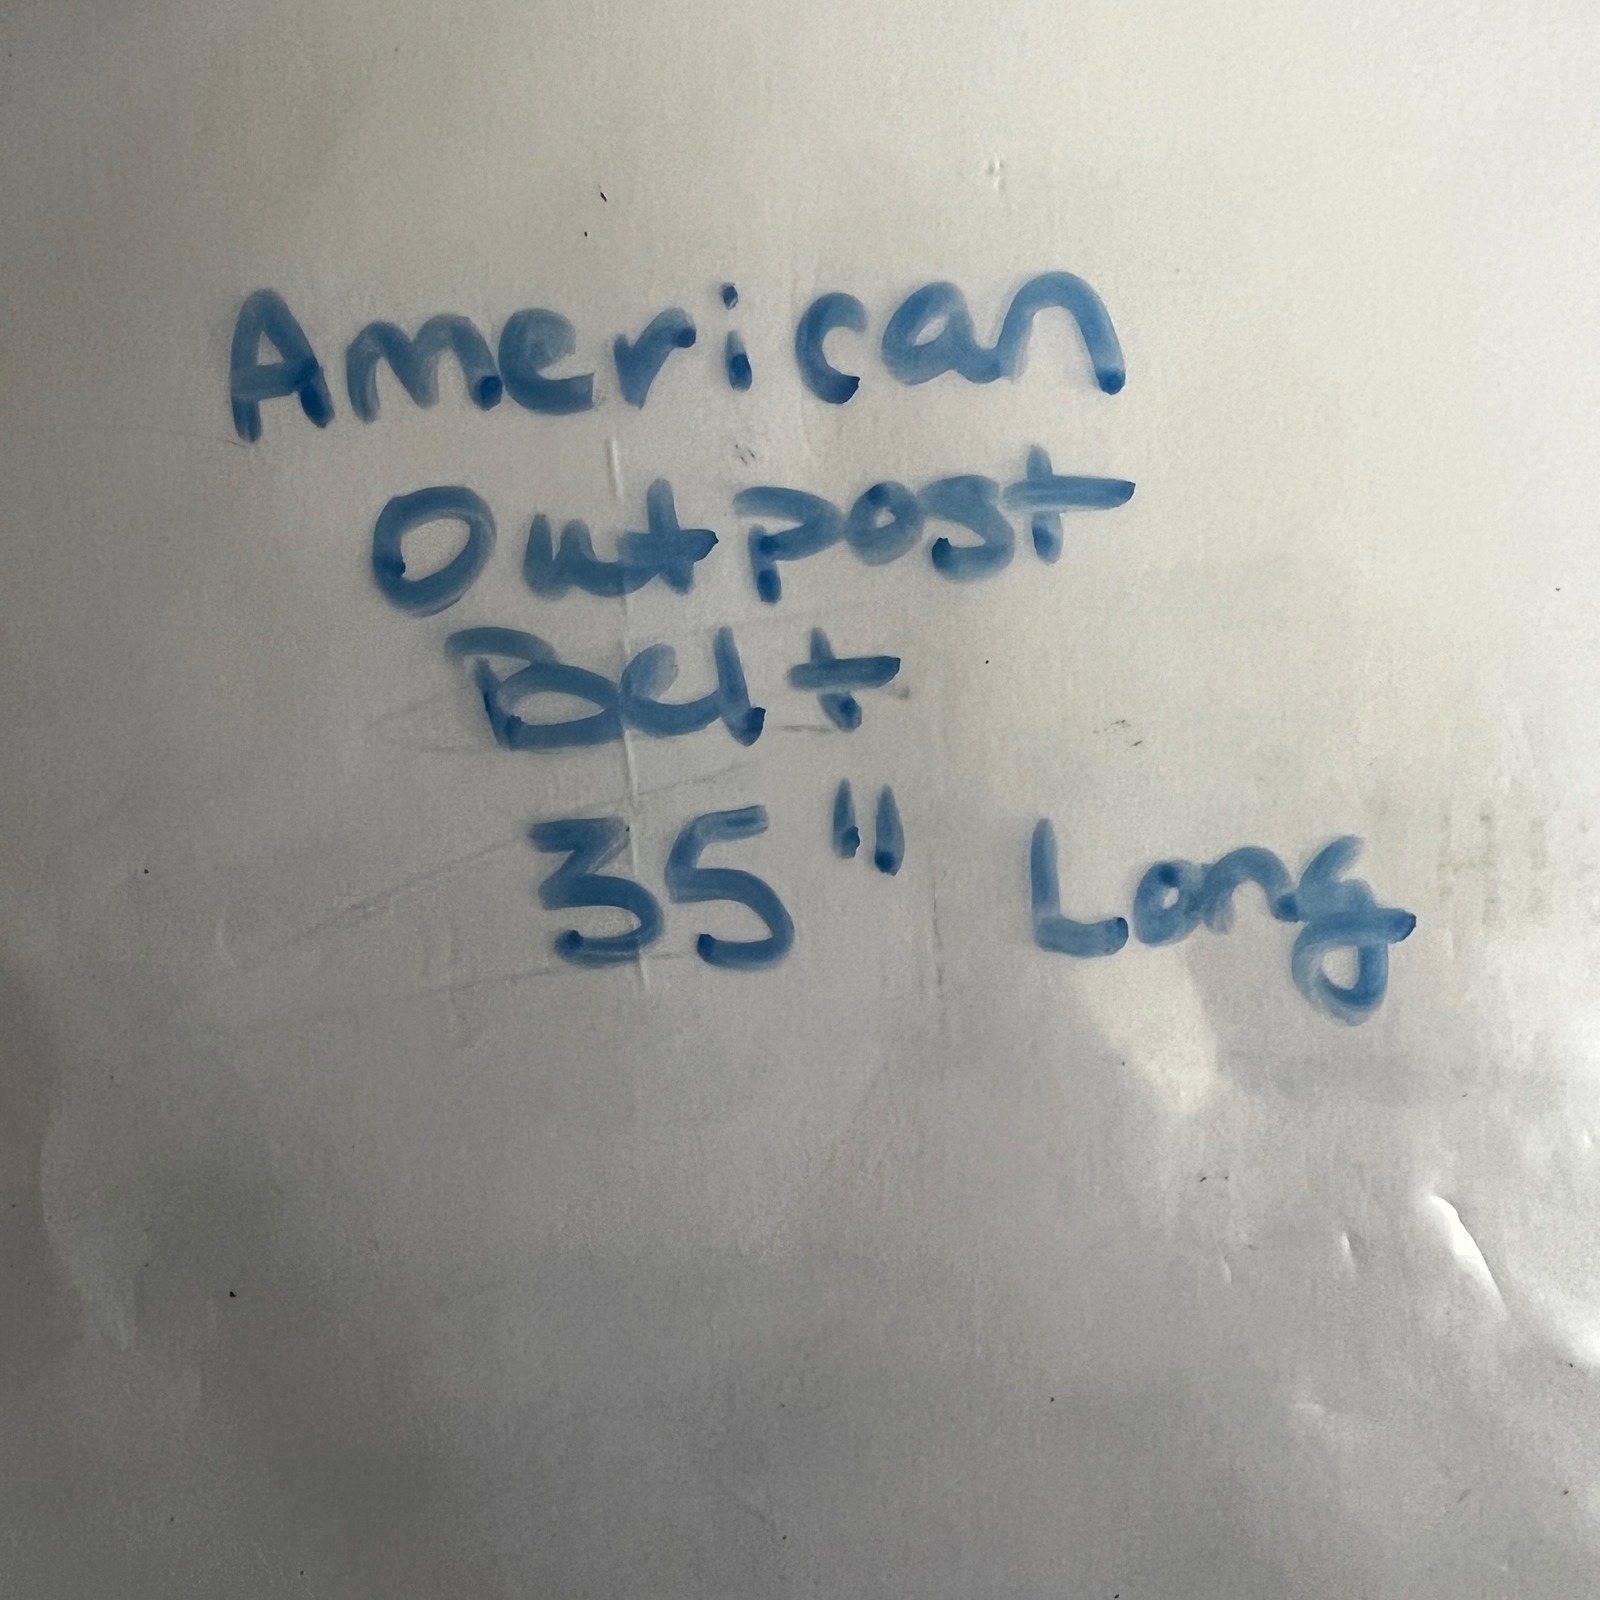 American
Outpost
Belt
35" Long